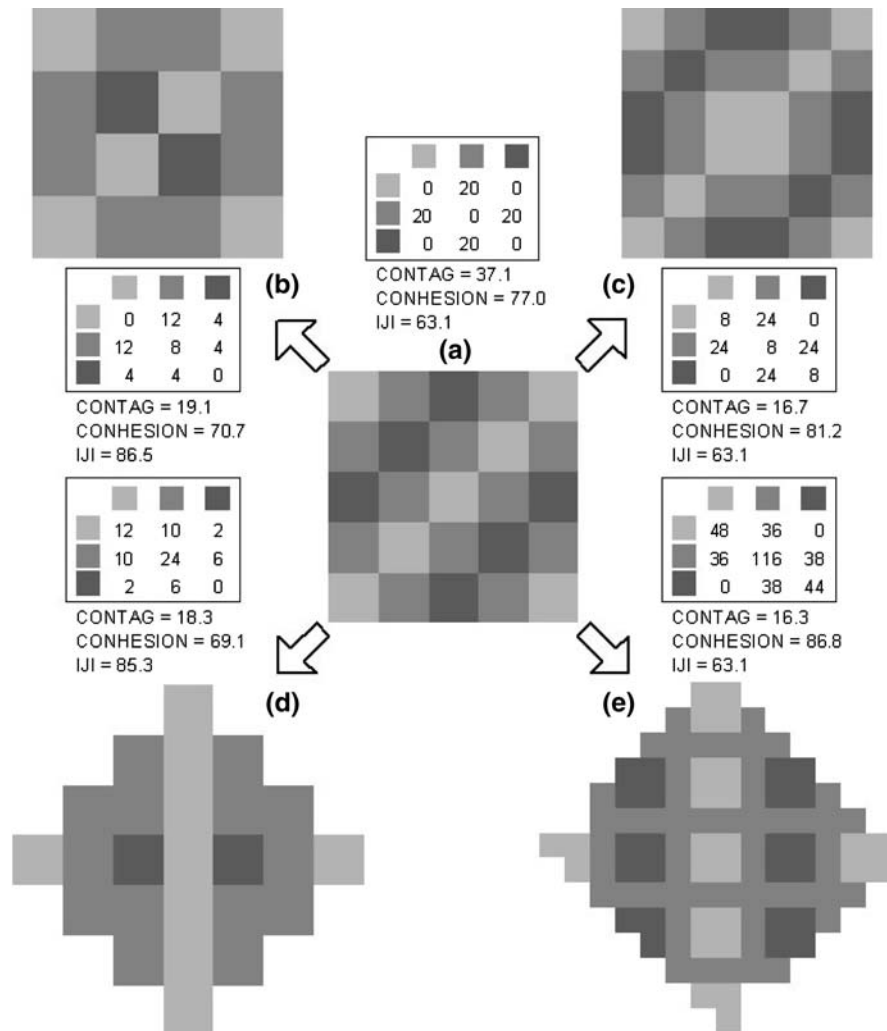 0 20 0
20 0 20
0 20 0
CONTAG = 37.1
CONHESION = 77.0
IJI = 63.1
(a)
(b)
0 12 4
12 8 4
4 4 0
CONTAG = 19.1
CONHESION = 70.7
IJI = 86.5
(c)
8 24 0
24 8 24
0 24 8
CONTAG = 16.7
CONHESION = 81.2
IJI = 63.1
12 10 2
10 24 6
2 6 0
CONTAG = 18.3
CONHESION = 69.1
IJI = 85.3
(d)
48 36 0
36 116 38
0 38 44
CONTAG = 16.3
CONHESION = 86.8
IJI = 63.1
(e)